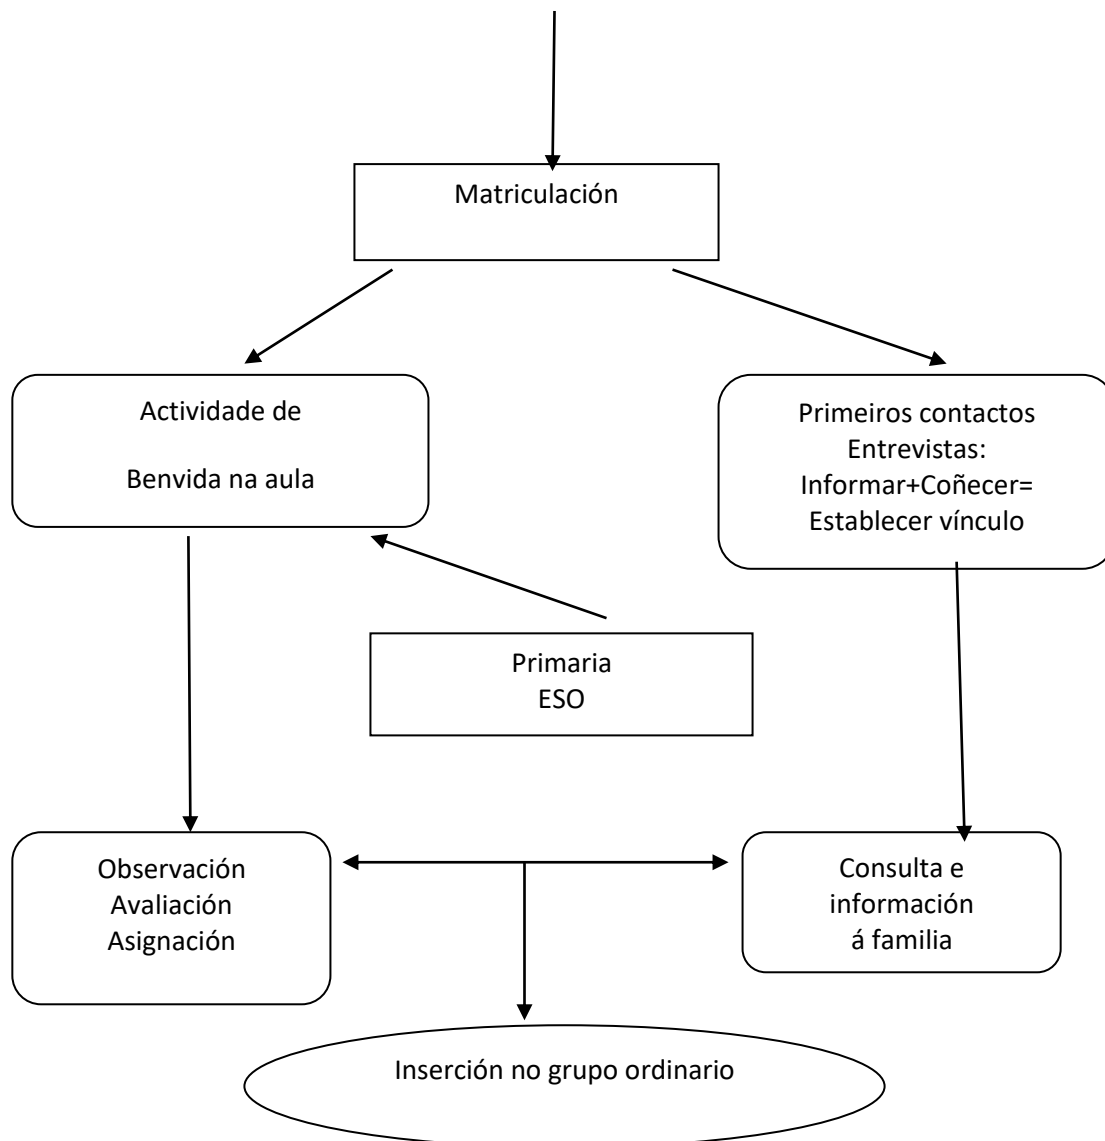 Matriculación
Actividade de
Benvida na aula
Primeiros contactos
Entrevistas:
Informar+Coñecer=
Establecer vínculo
Primaria
ESO
Observación
Avaliación
Asignación
Consulta e
información
á familia
Inserción no grupo ordinario